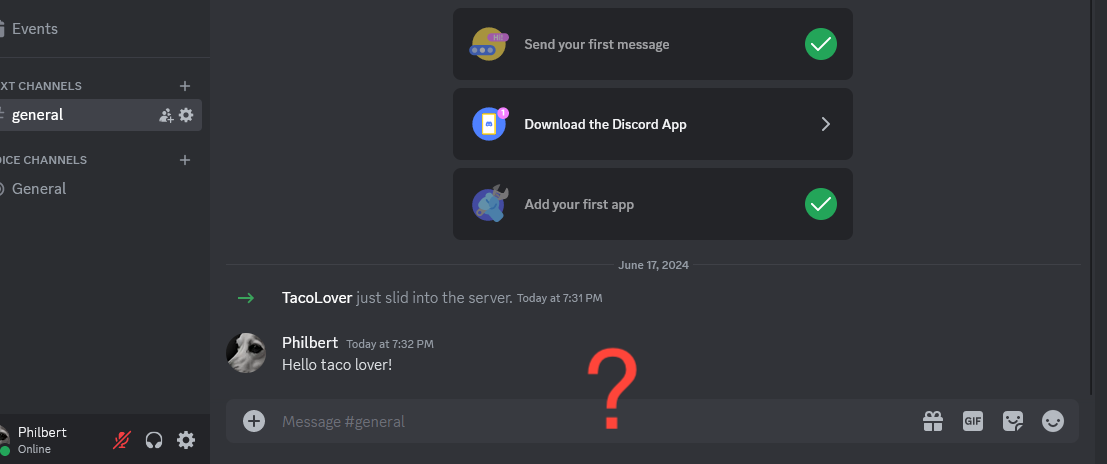 Events
XT CHANNELS
general
OICE CHANNELS
General
Philbert
Online
HI!
Send your first message
1
Download the Discord App
Add your first app
June 17, 2024
TacoLover just slid into the server. Today at 7:31 PM
Philbert Today at 7:32 PM
Hello taco lover!
?
Message #general
GIF